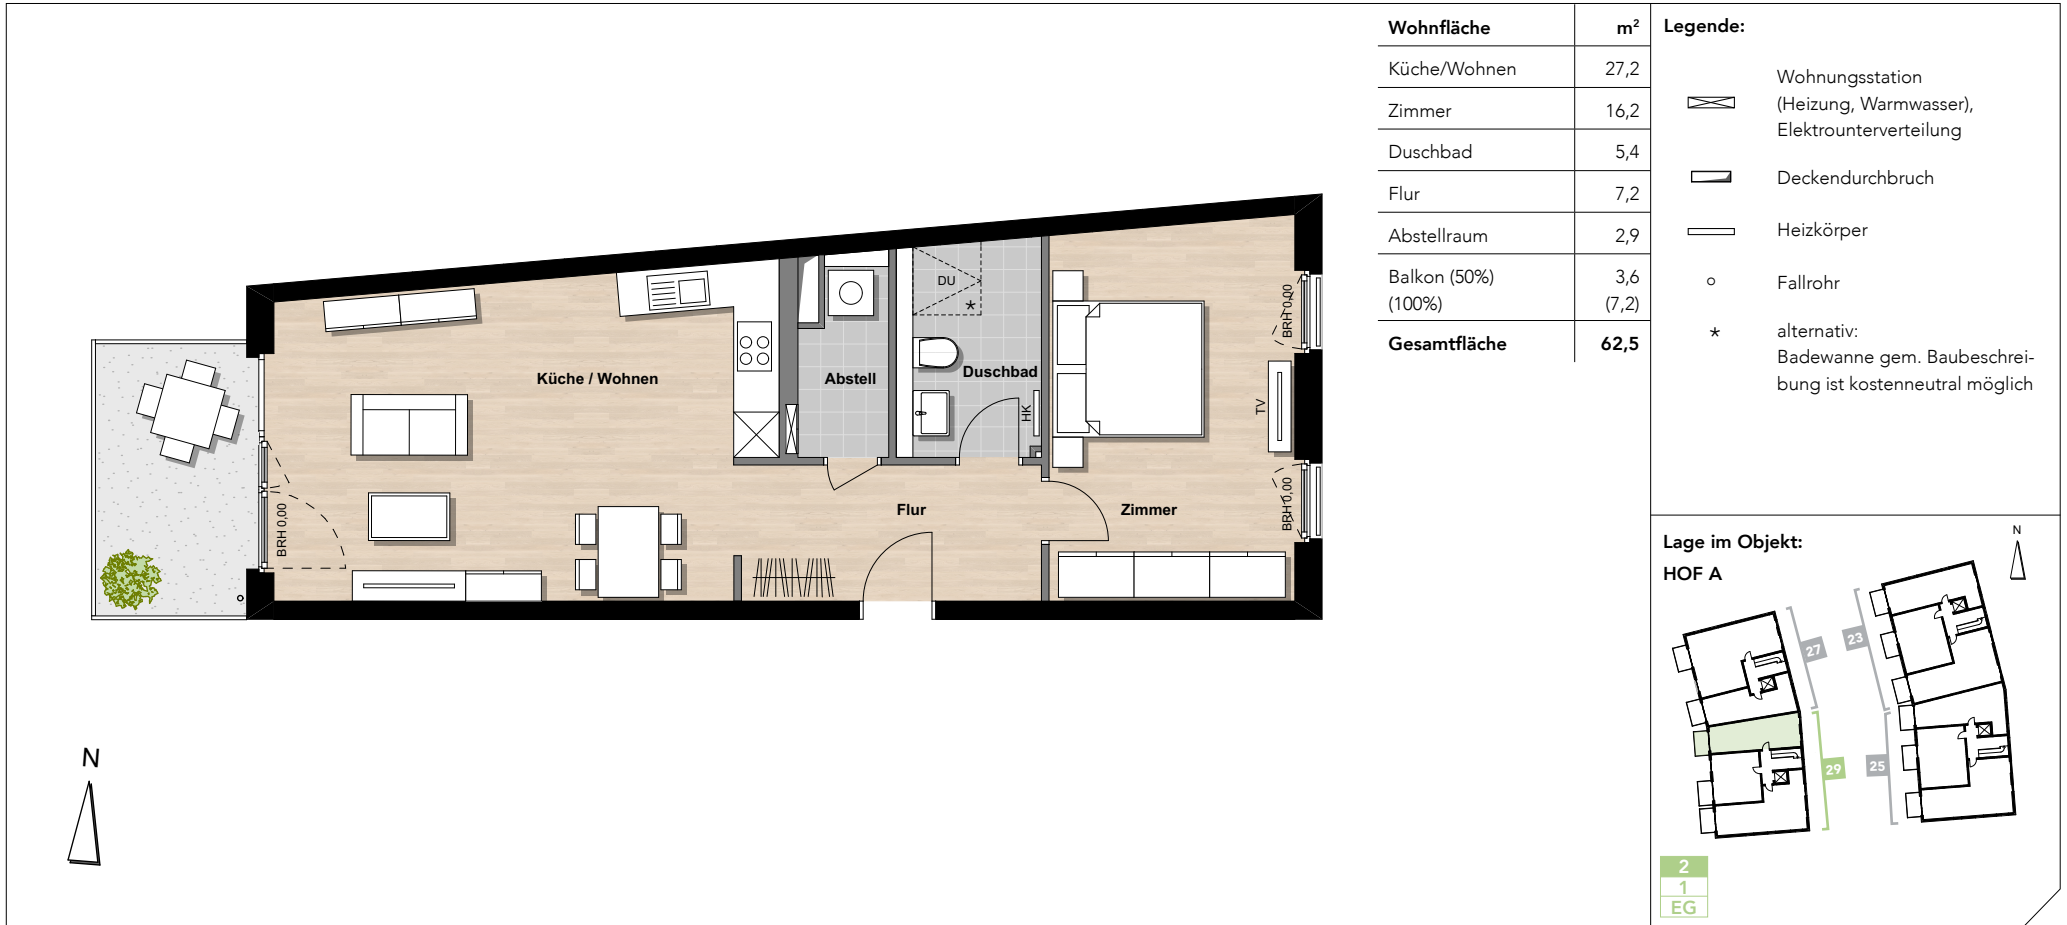 Wohnfläche m²
Küche/Wohnen 27,2
Zimmer 16,2
Duschbad 5,4
Flur 7,2
Abstellraum 2,9
Balkon (50%) 3,6
(100%) (7,2)
Gesamtfläche 62,5
Legende:
Wohnungsstation
(Heizung, Warmwasser),
Elektrounterverteilung
Deckendurchbruch
Heizkörper
Fallrohr
* alternativ:
Badewanne gem. Baubeschrei-
bung ist kostenneutral möglich
Küche / Wohnen
Abstell
DU
*
Duschbad
HK
BRH 0,00
TV
BRH 0,00
BRH 0,00
Flur
Zimmer
N
Lage im Objekt:
HOF A
N
27
23
29
25
2
1
EG